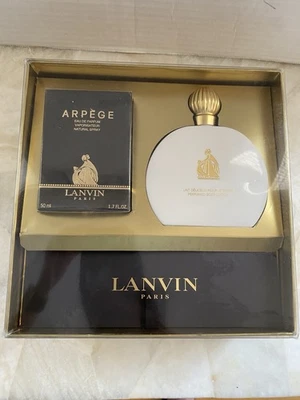 ARPÈGE
EAU DE PARFUM
VAPORISATEUR
NATURAL SPRAY
LANVIN
PARIS
50 ml 1.7 FL.OZ.
LANVIN
PARIS